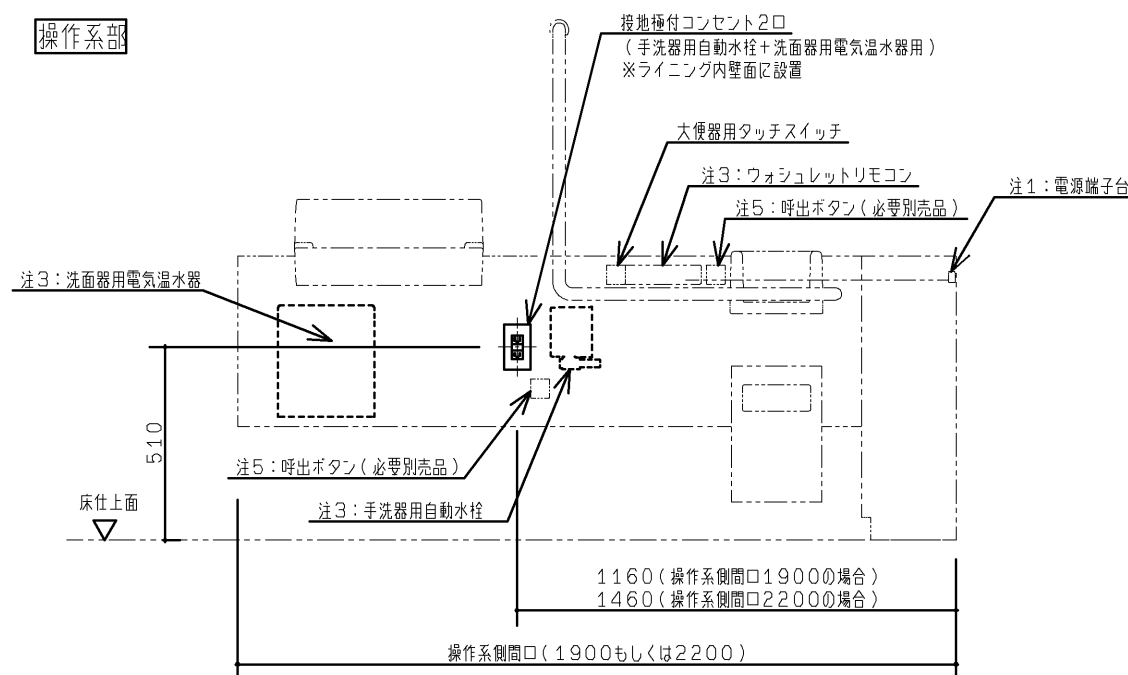 操作系部
接地極付コンセント2口
(手洗器用自動水栓+洗面器用電気温水器用)
※ライニング内壁面に設置
大便器用タッチスイッチ
注3:ウォシュレットリモコン
注1:電源端子台
注5:呼出ボタン(必要別売品)
注3:洗面器用電気温水器
510
注5:呼出ボタン(必要別売品)
床仕上面
注3:手洗器用自動水栓
1160(操作系側間口1900の場合)
1460(操作系側間口2200の場合)
操作系側間口(1900もしくは2200)